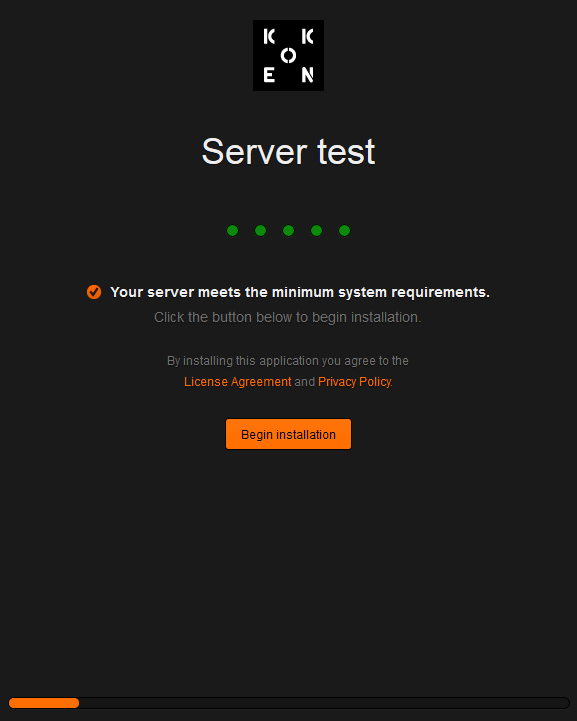 K K
O
E N
Server test
Your server meets the minimum system requirements.
Click the button below to begin installation.
By installing this application you agree to the
License Agreement and Privacy Policy.
Begin installation